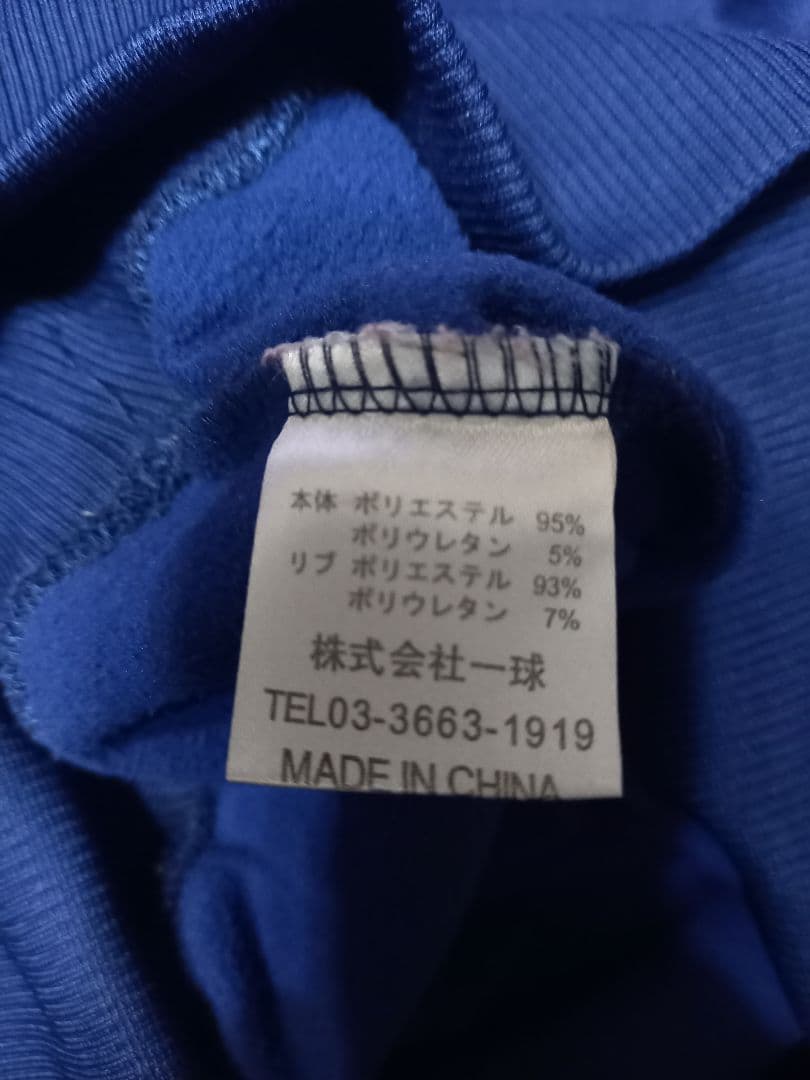 本体 ポリエステル 95%
ポリウレタン 5%
リブ ポリエステル 93%
ポリウレタン 7%
株式会社一球
TEL03-3663-1919
MADE IN CHINA